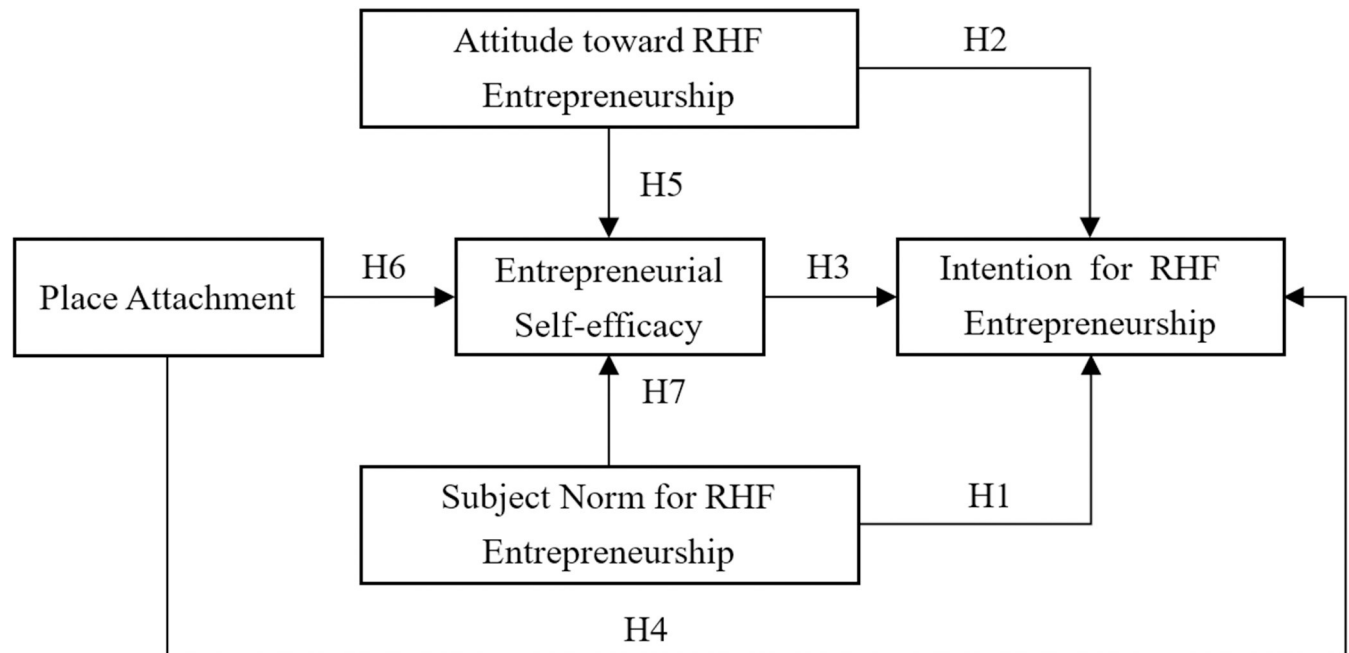 Attitude toward RHF
Entrepreneurship
H2
H5
Place Attachment
H6
Entrepreneurial
Self-efficacy
H3
Intention for RHF
Entrepreneurship
H7
Subject Norm for RHF
Entrepreneurship
H1
H4